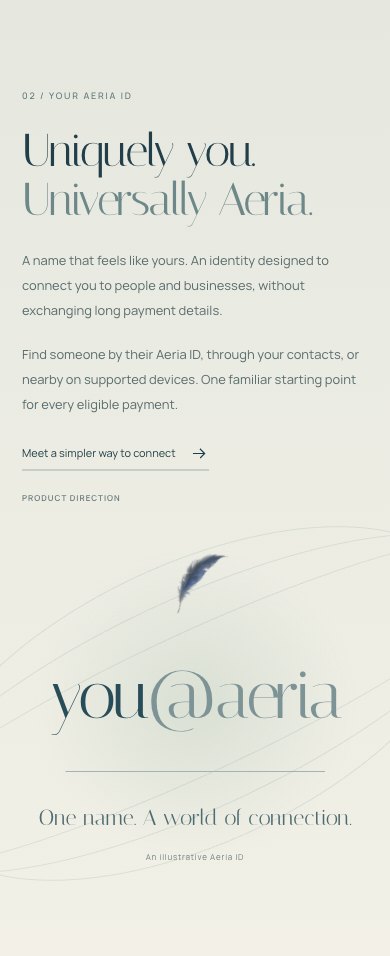 02 / YOUR AERIA ID
Uniquely you.
Universally Aeria.
A name that feels like yours. An identity designed to
connect you to people and businesses, without
exchanging long payment details.
Find someone by their Aeria ID, through your contacts, or
nearby on supported devices. One familiar starting point
for every eligible payment.
Meet a simpler way to connect →
PRODUCT DIRECTION
you@aeria
One name. A world of connection.
An illustrative Aeria ID